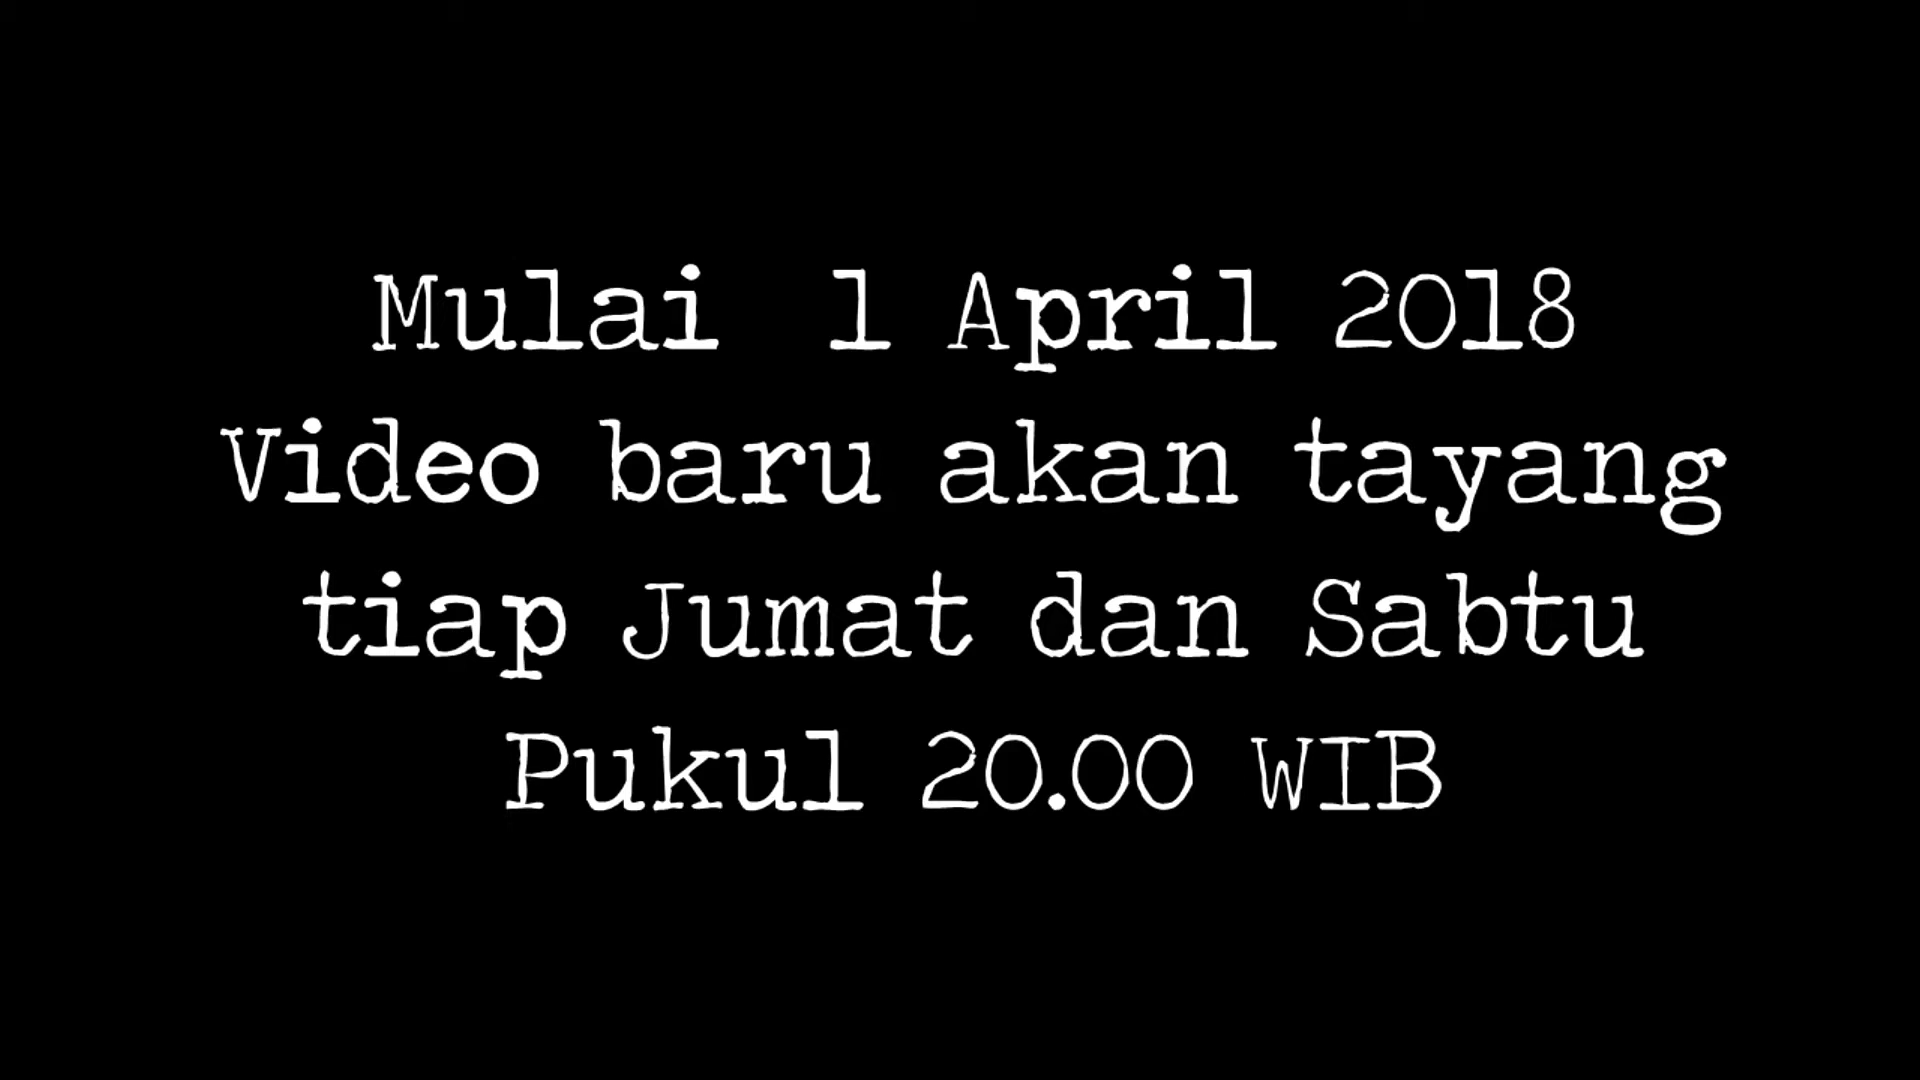 Mulai 1 April 2018
Video baru akan tayang
tiap Jumat dan Sabtu
Pukul 20.00 WIB